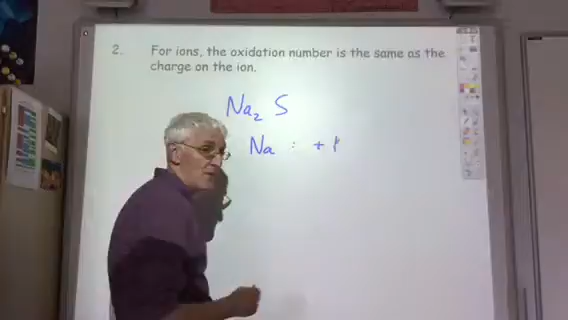 2. For ions, the oxidation number is the same as the
charge on the ion.
Na₂ S
Na : + 1